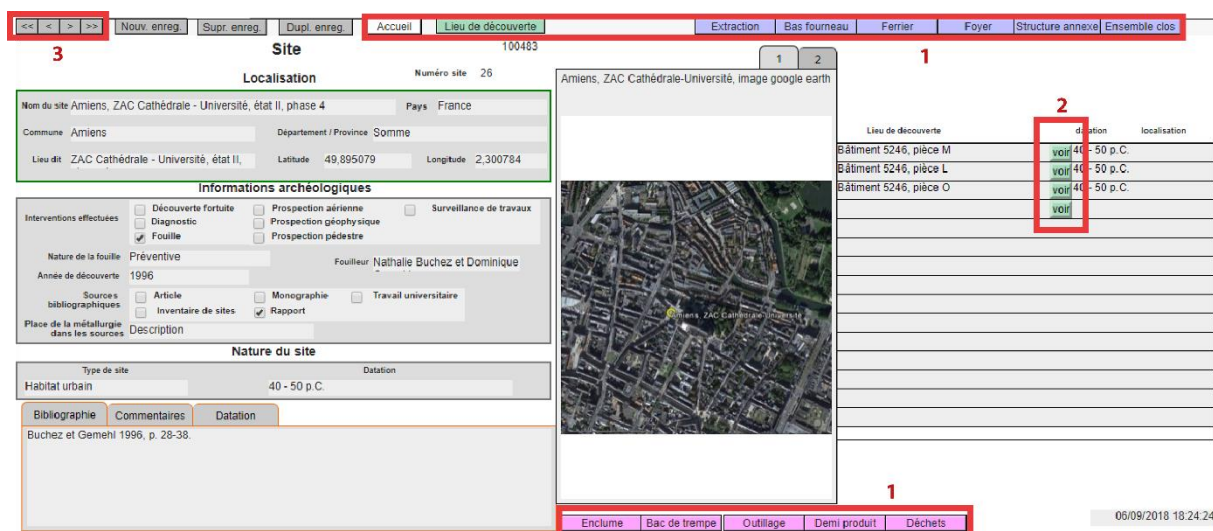 << < > >> Nouv. enreg. Supr. enreg. Dupl. enreg. Accueil Lieu de découverte Extraction Bas fourneau Ferrier Foyer Structure annexe Ensemble clos
3 1
Site 100483
Localisation Numéro site 26
Nom du site Amiens, ZAC Cathédrale - Université, état II, phase 4 Pays France
Commune Amiens Département / Province Somme
Lieu dit ZAC Cathédrale - Université, état II, Latitude 49,895079 Longitude 2,300784
Informations archéologiques
Interventions effectuées
Découverte fortuite Prospection aérienne Surveillance de travaux
Diagnostic Prospection géophysique
Fouille Prospection pédestre
Nature de la fouille Préventive Fouilleur Nathalie Buchez et Dominique
Année de découverte 1996
Sources bibliographiques
Article Monographie Travail universitaire
Inventaire de sites Rapport
Place de la métallurgie
dans les sources Description
Nature du site
Type de site Datation
Habitat urbain 40 - 50 p.C.
Bibliographie Commentaires Datation
Buchez et Gemehl 1996, p. 28-38.
1 2
Amiens, ZAC Cathédrale-Université, image google earth
Amiens, ZAC Cathédrale-Université
2
Lieu de découverte datation localisation
Bâtiment 5246, pièce M voir 40 - 50 p.C.
Bâtiment 5246, pièce L voir 40 - 50 p.C.
Bâtiment 5246, pièce O voir 40 - 50 p.C.
voir
1
Enclume Bac de trempe Outillage Demi produit Déchets
06/09/2018 18:24:24